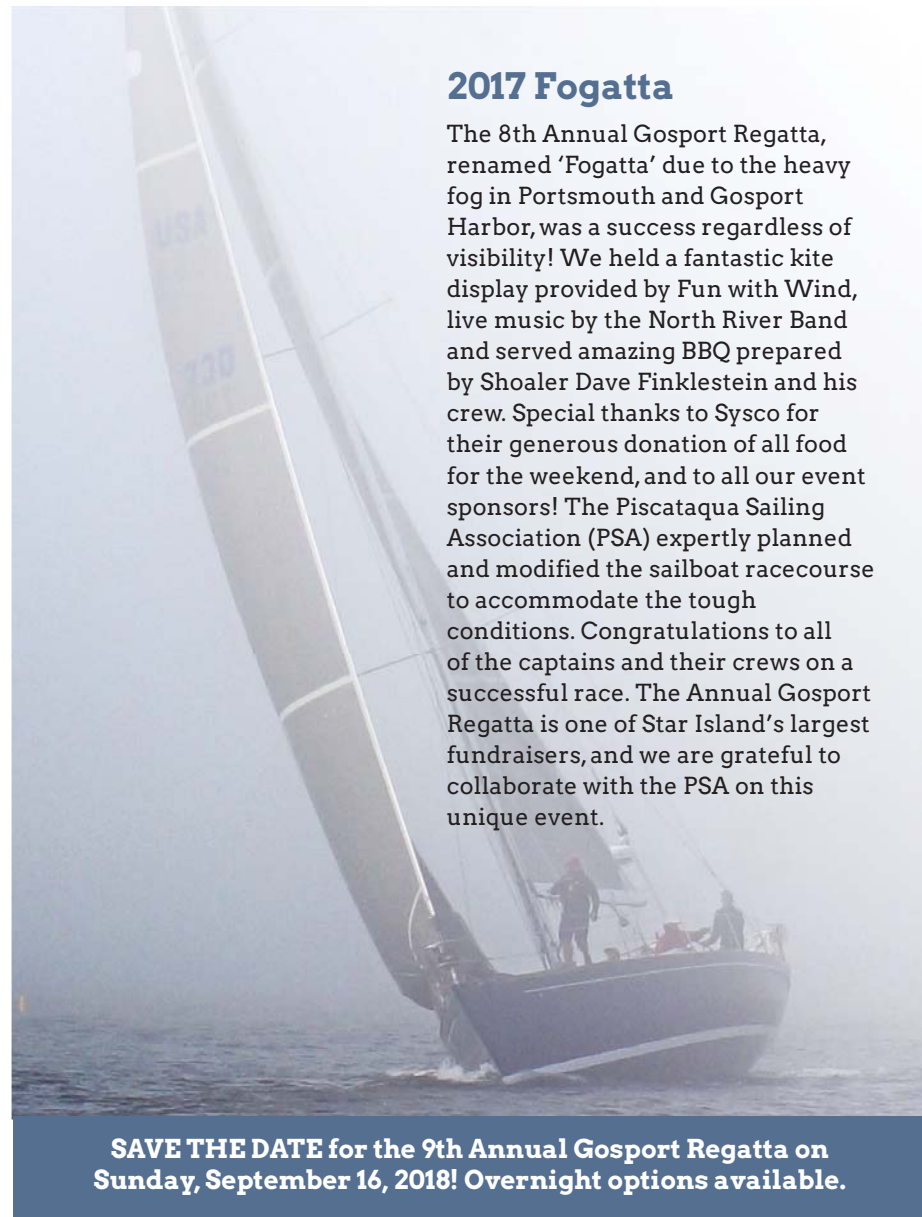 2017 Fogatta
The 8th Annual Gosport Regatta,
renamed ‘Fogatta’ due to the heavy
fog in Portsmouth and Gosport
Harbor, was a success regardless of
visibility! We held a fantastic kite
display provided by Fun with Wind,
live music by the North River Band
and served amazing BBQ prepared
by Shoaler Dave Finklestein and his
crew. Special thanks to Sysco for
their generous donation of all food
for the weekend, and to all our event
sponsors! The Piscataqua Sailing
Association (PSA) expertly planned
and modified the sailboat racecourse
to accommodate the tough
conditions. Congratulations to all
of the captains and their crews on a
successful race. The Annual Gosport
Regatta is one of Star Island’s largest
fundraisers, and we are grateful to
collaborate with the PSA on this
unique event.
USA
SAVE THE DATE for the 9th Annual Gosport Regatta on
Sunday, September 16, 2018! Overnight options available.